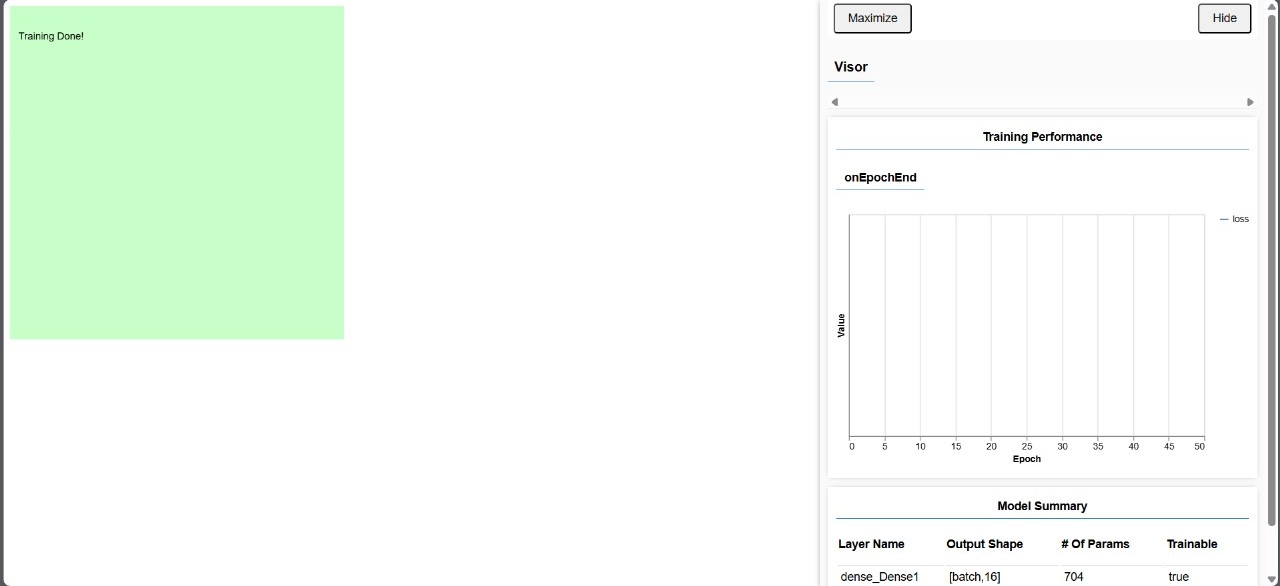 Training Done!
Maximize
Hide
Visor
Training Performance
onEpochEnd
loss
Value
0 5 10 15 20 25 30 35 40 45 50
Epoch
Model Summary
Layer Name Output Shape # Of Params Trainable
dense_Dense1 [batch,16] 704 true